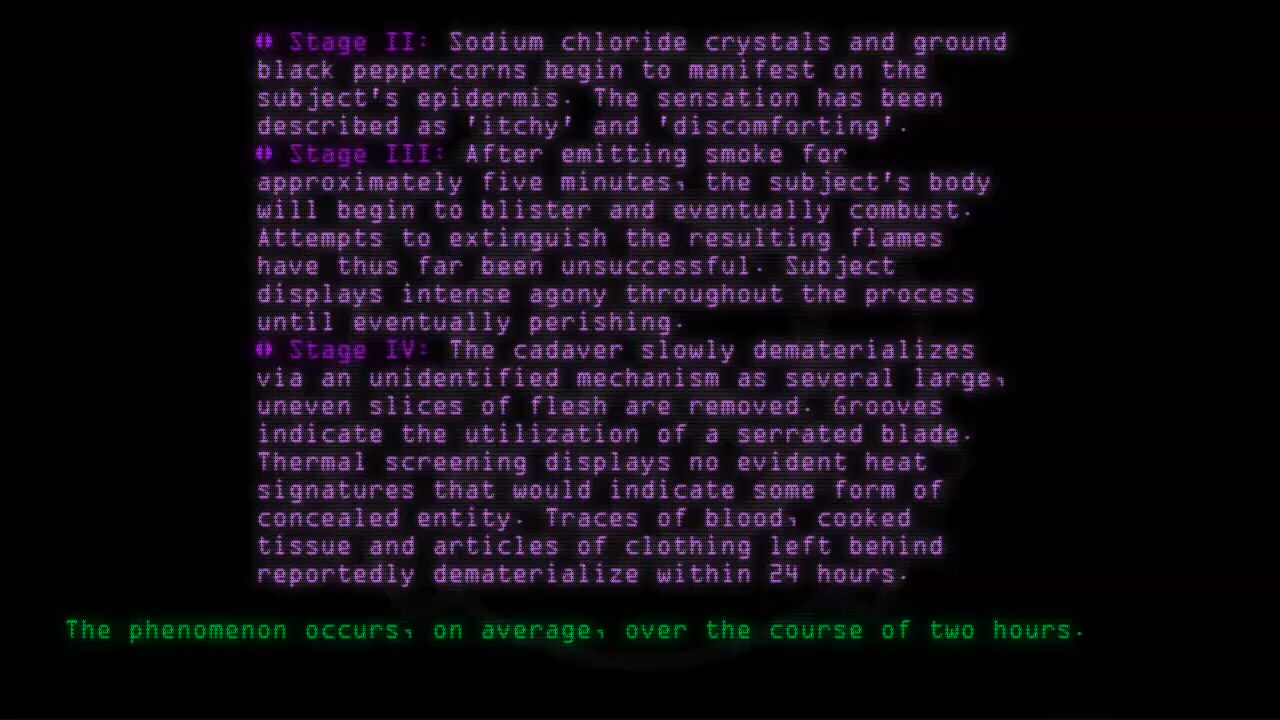 Stage II: Sodium chloride crystals and ground
black peppercorns begin to manifest on the
subject's epidermis. The sensation has been
described as 'itchy' and 'discomforting'.
Stage III: After emitting smoke for
approximately five minutes, the subject's body
will begin to blister and eventually combust.
Attempts to extinguish the resulting flames
have thus far been unsuccessful. Subject
displays intense agony throughout the process
until eventually perishing.
Stage IV: The cadaver slowly dematerializes
via an unidentified mechanism as several large,
uneven slices of flesh are removed. Grooves
indicate the utilization of a serrated blade.
Thermal screening displays no evident heat
signatures that would indicate some form of
concealed entity. Traces of blood, cooked
tissue and articles of clothing left behind
reportedly dematerialize within 24 hours.
The phenomenon occurs, on average, over the course of two hours.